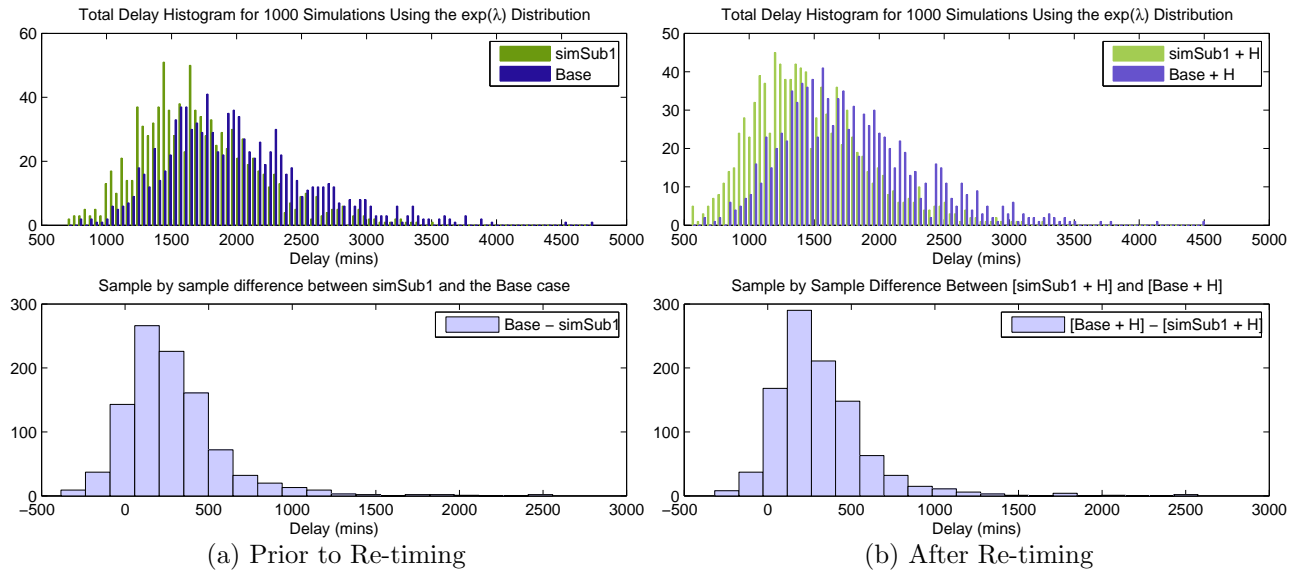 Total Delay Histogram for 1000 Simulations Using the exp(λ) Distribution
60
40
20
0
simSub1
Base
500 1000 1500 2000 2500 3000 3500 4000 4500 5000
Delay (mins)
Sample by sample difference between simSub1 and the Base case
300
200
100
0
Base − simSub1
−500 0 500 1000 1500 2000 2500 3000
Delay (mins)
(a) Prior to Re-timing
Total Delay Histogram for 1000 Simulations Using the exp(λ) Distribution
50
40
30
20
10
0
simSub1 + H
Base + H
500 1000 1500 2000 2500 3000 3500 4000 4500 5000
Delay (mins)
Sample by Sample Difference Between [simSub1 + H] and [Base + H]
300
200
100
0
[Base + H] − [simSub1 + H]
−500 0 500 1000 1500 2000 2500 3000
Delay (mins)
(b) After Re-timing